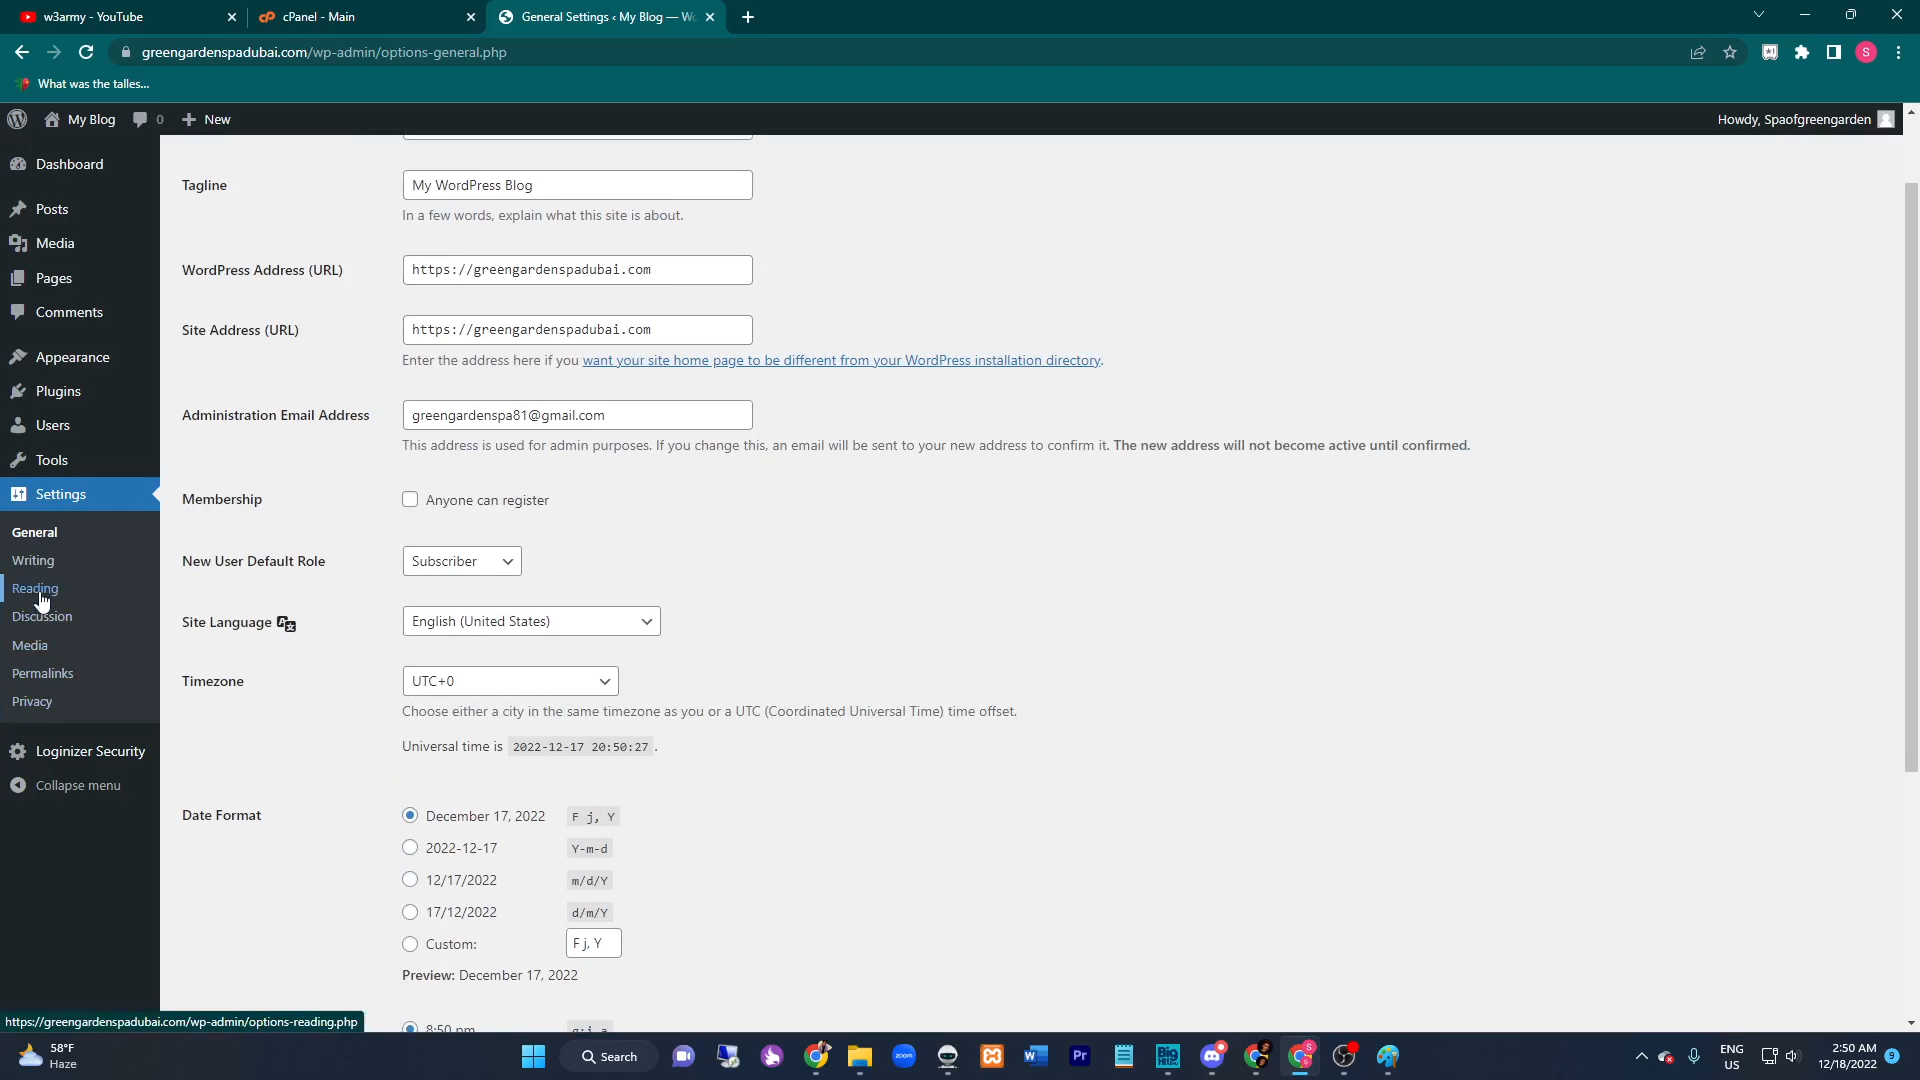 w3army - YouTube
cPanel - Main
General Settings ‹ My Blog — Wo
greengardenspadubai.com/wp-admin/options-general.php
What was the talles...
My Blog
0
New
Howdy, Spaofgreengarden
Dashboard
Posts
Media
Pages
Comments
Appearance
Plugins
Users
Tools
Settings
General
Writing
Reading
Discussion
Media
Permalinks
Privacy
Loginizer Security
Collapse menu
Tagline
My WordPress Blog
In a few words, explain what this site is about.
WordPress Address (URL)
https://greengardenspadubai.com
Site Address (URL)
https://greengardenspadubai.com
Enter the address here if you want your site home page to be different from your WordPress installation directory.
Administration Email Address
greengardenspa81@gmail.com
This address is used for admin purposes. If you change this, an email will be sent to your new address to confirm it. The new address will not become active until confirmed.
Membership
Anyone can register
New User Default Role
Subscriber
Site Language
English (United States)
Timezone
UTC+0
Choose either a city in the same timezone as you or a UTC (Coordinated Universal Time) time offset.
Universal time is 2022-12-17 20:50:27 .
Date Format
December 17, 2022 F j, Y
2022-12-17 Y-m-d
12/17/2022 m/d/Y
17/12/2022 d/m/Y
Custom: F j, Y
Preview: December 17, 2022
8:50 pm g:i a
https://greengardenspadubai.com/wp-admin/options-reading.php
58°F
Haze
Search
zoom
Pr
ENG
US
2:50 AM
12/18/2022
9